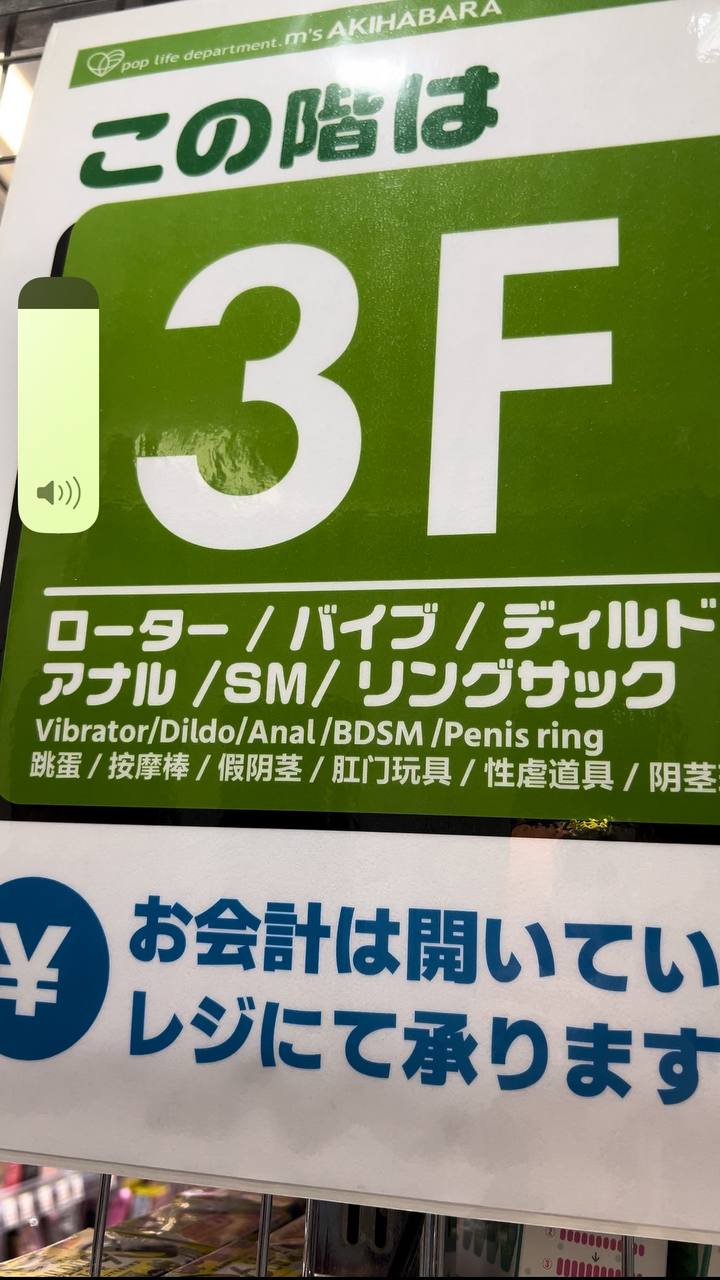 pop life department. m's AKIHABARA
この階は
3F
ローター / バイブ / ディルド
アナル / SM / リングサック
Vibrator/Dildo/Anal/BDSM/Penis ring
跳蛋 / 按摩棒 / 假阴茎 / 肛门玩具 / 性虐道具 / 阴茎
¥
お会計は開いてい
レジにて承ります